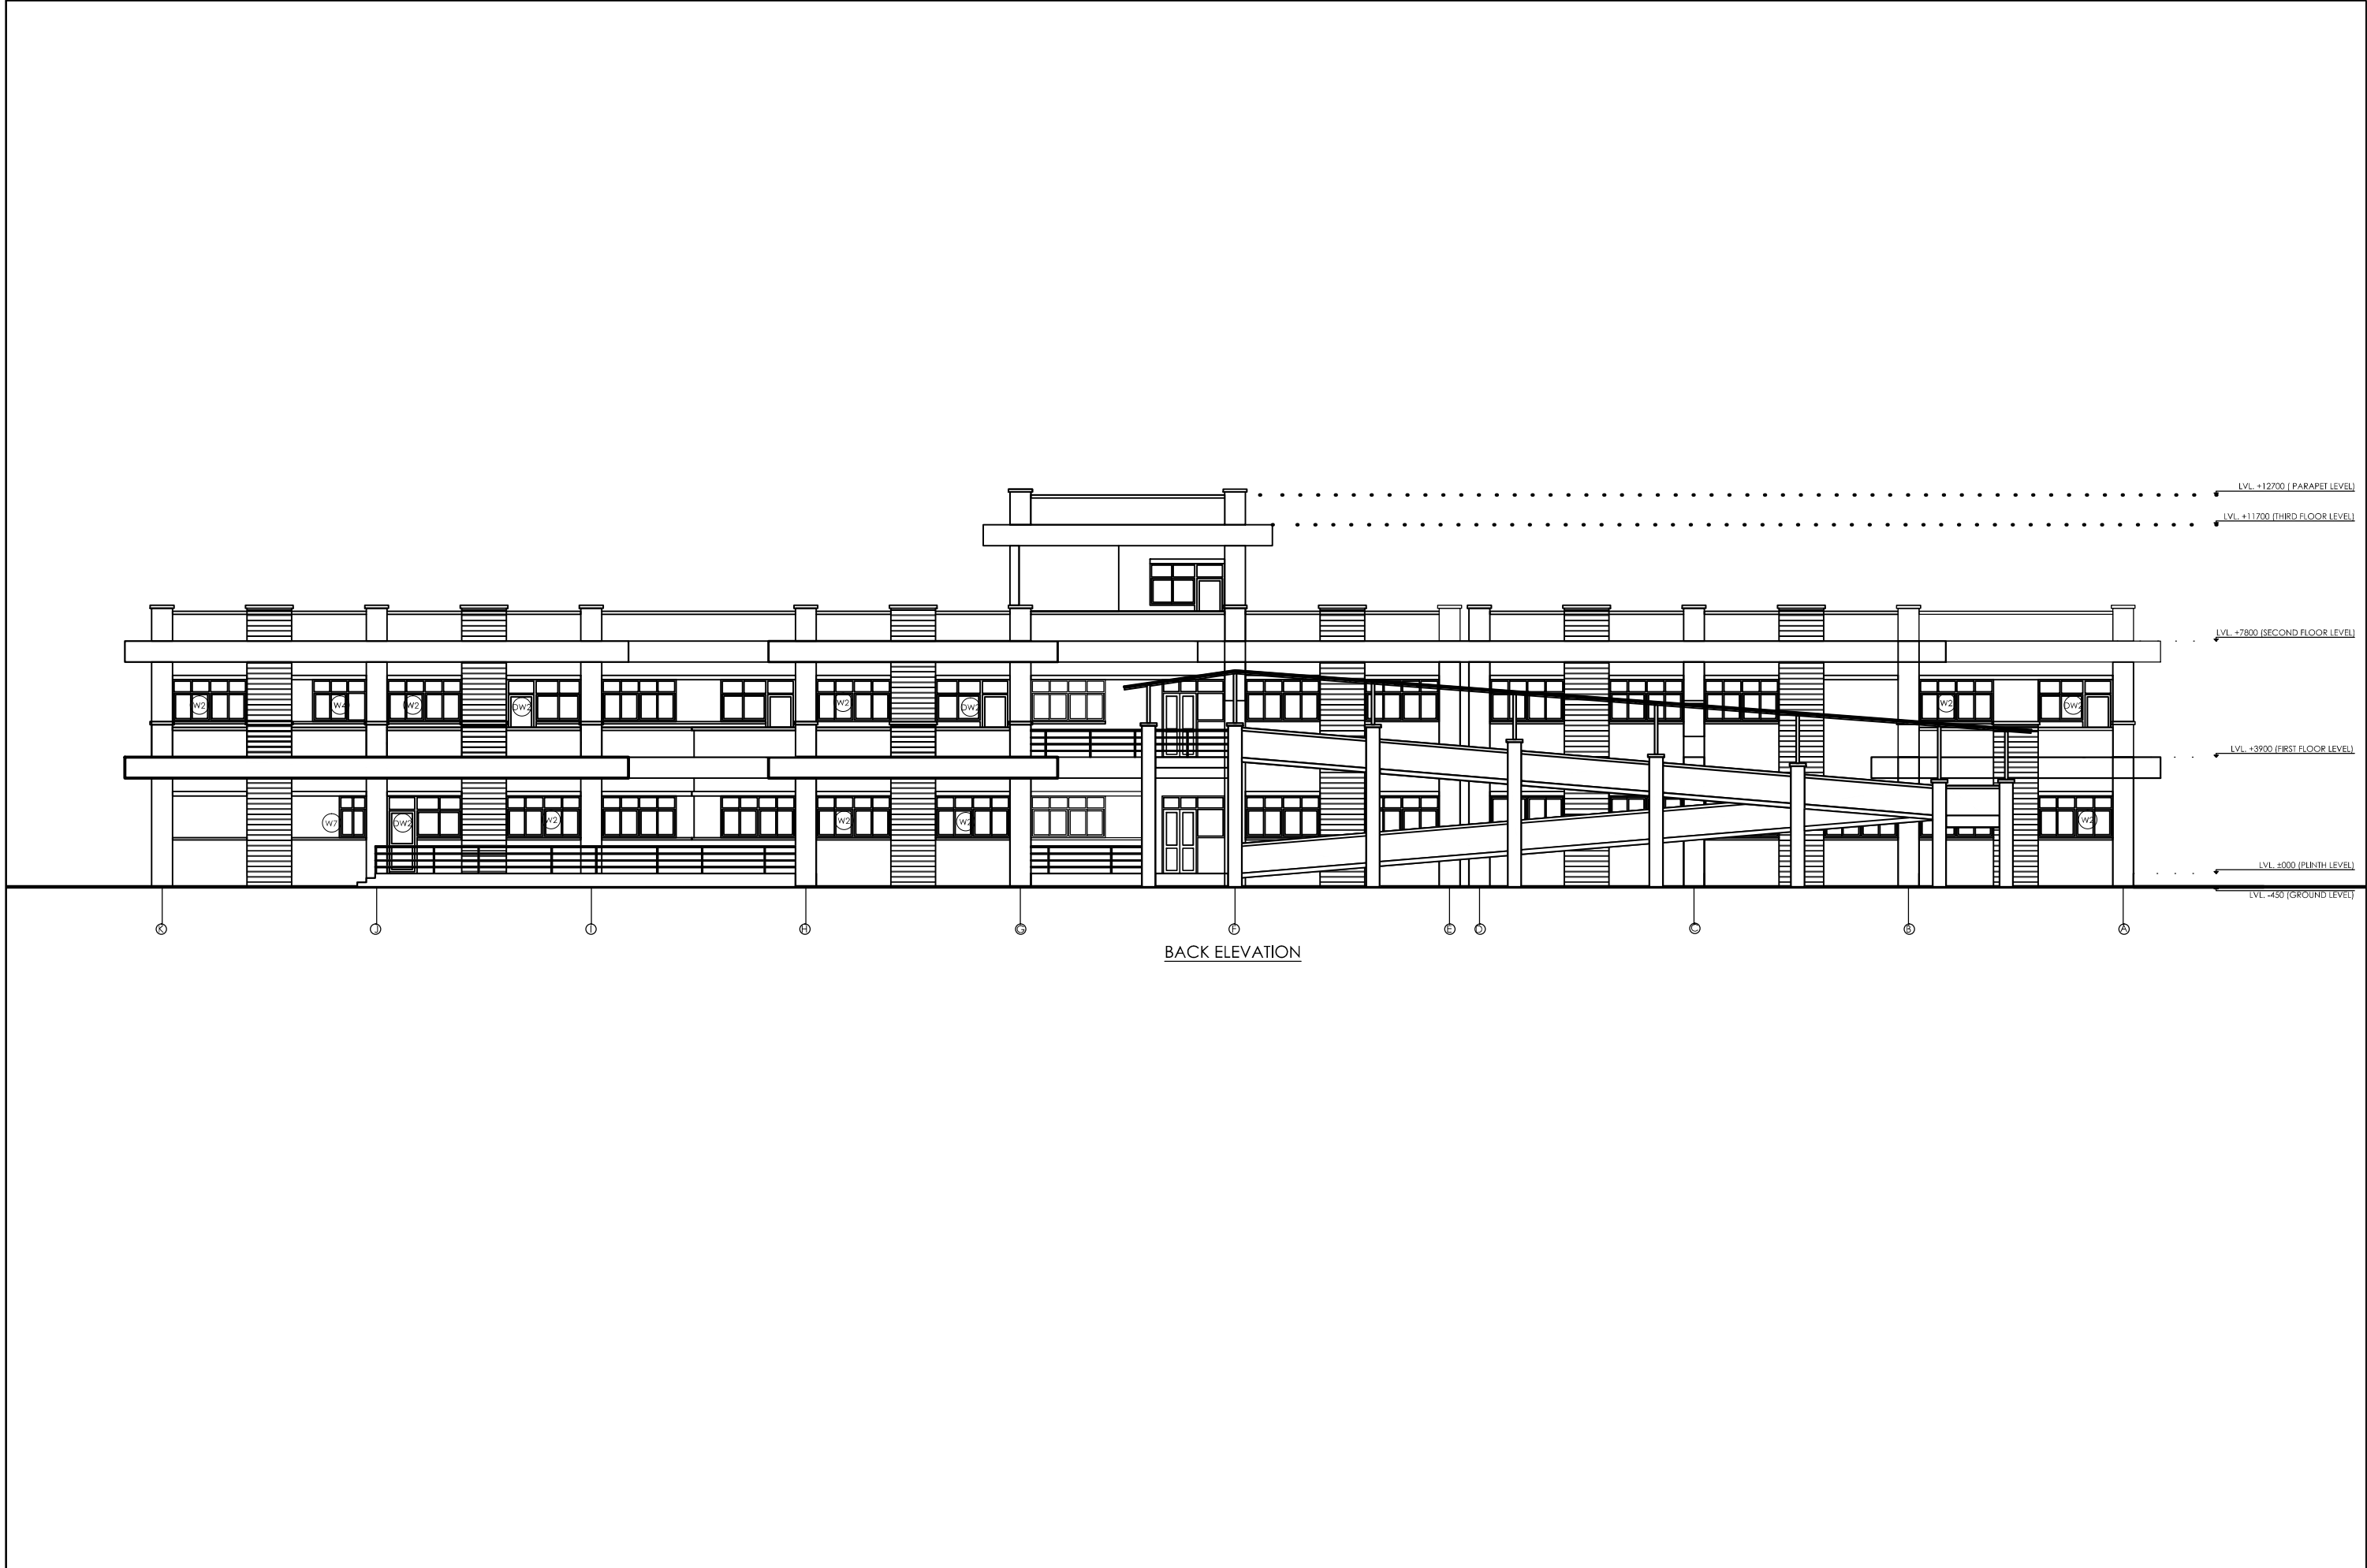 LVL. +12700 ( PARAPET LEVEL)
LVL. +11700 (THIRD FLOOR LEVEL)
LVL. +7800 (SECOND FLOOR LEVEL)
W2 W4 W2 DW2 W2 DW2 W2 DW2
LVL. +3900 (FIRST FLOOR LEVEL)
W7 DW2 W2 W2 W2 W2
LVL. ±000 (PLINTH LEVEL)
LVL. -450 (GROUND LEVEL)
K J I H G F E D C B A
BACK ELEVATION